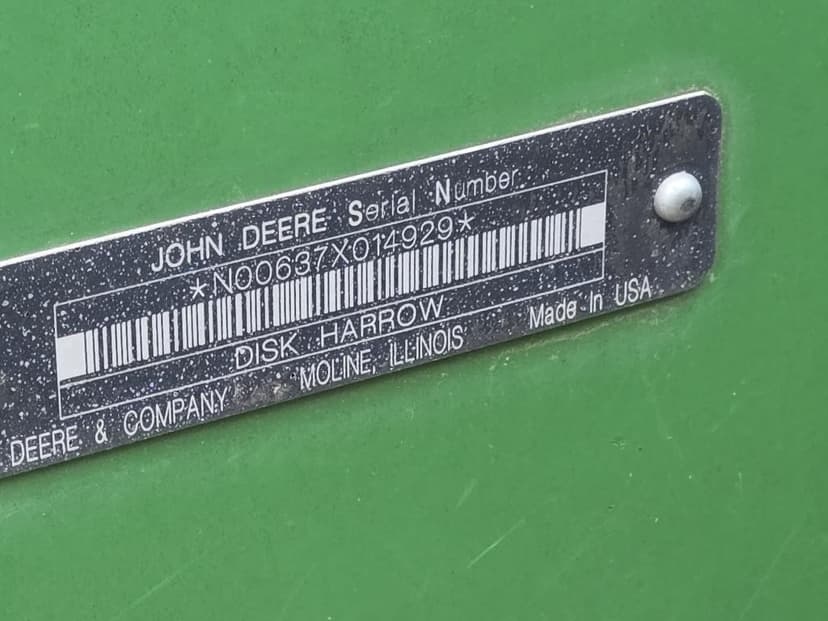 JOHN DEERE Serial Number
*N00637X014929*
DISK HARROW
DEERE & COMPANY MOLINE, ILLINOIS Made In USA